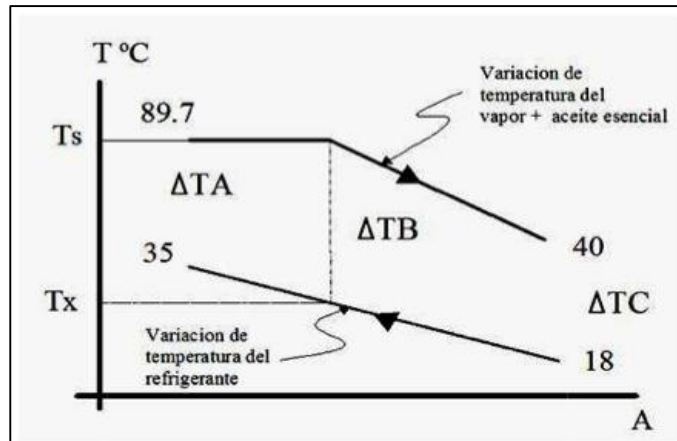 T ºC
Variacion de
temperatura del
vapor + aceite esencial
89.7
Ts
ΔTA
ΔTB
35
40
Tx
ΔTC
Variacion de
temperatura del
refrigerante
18
A